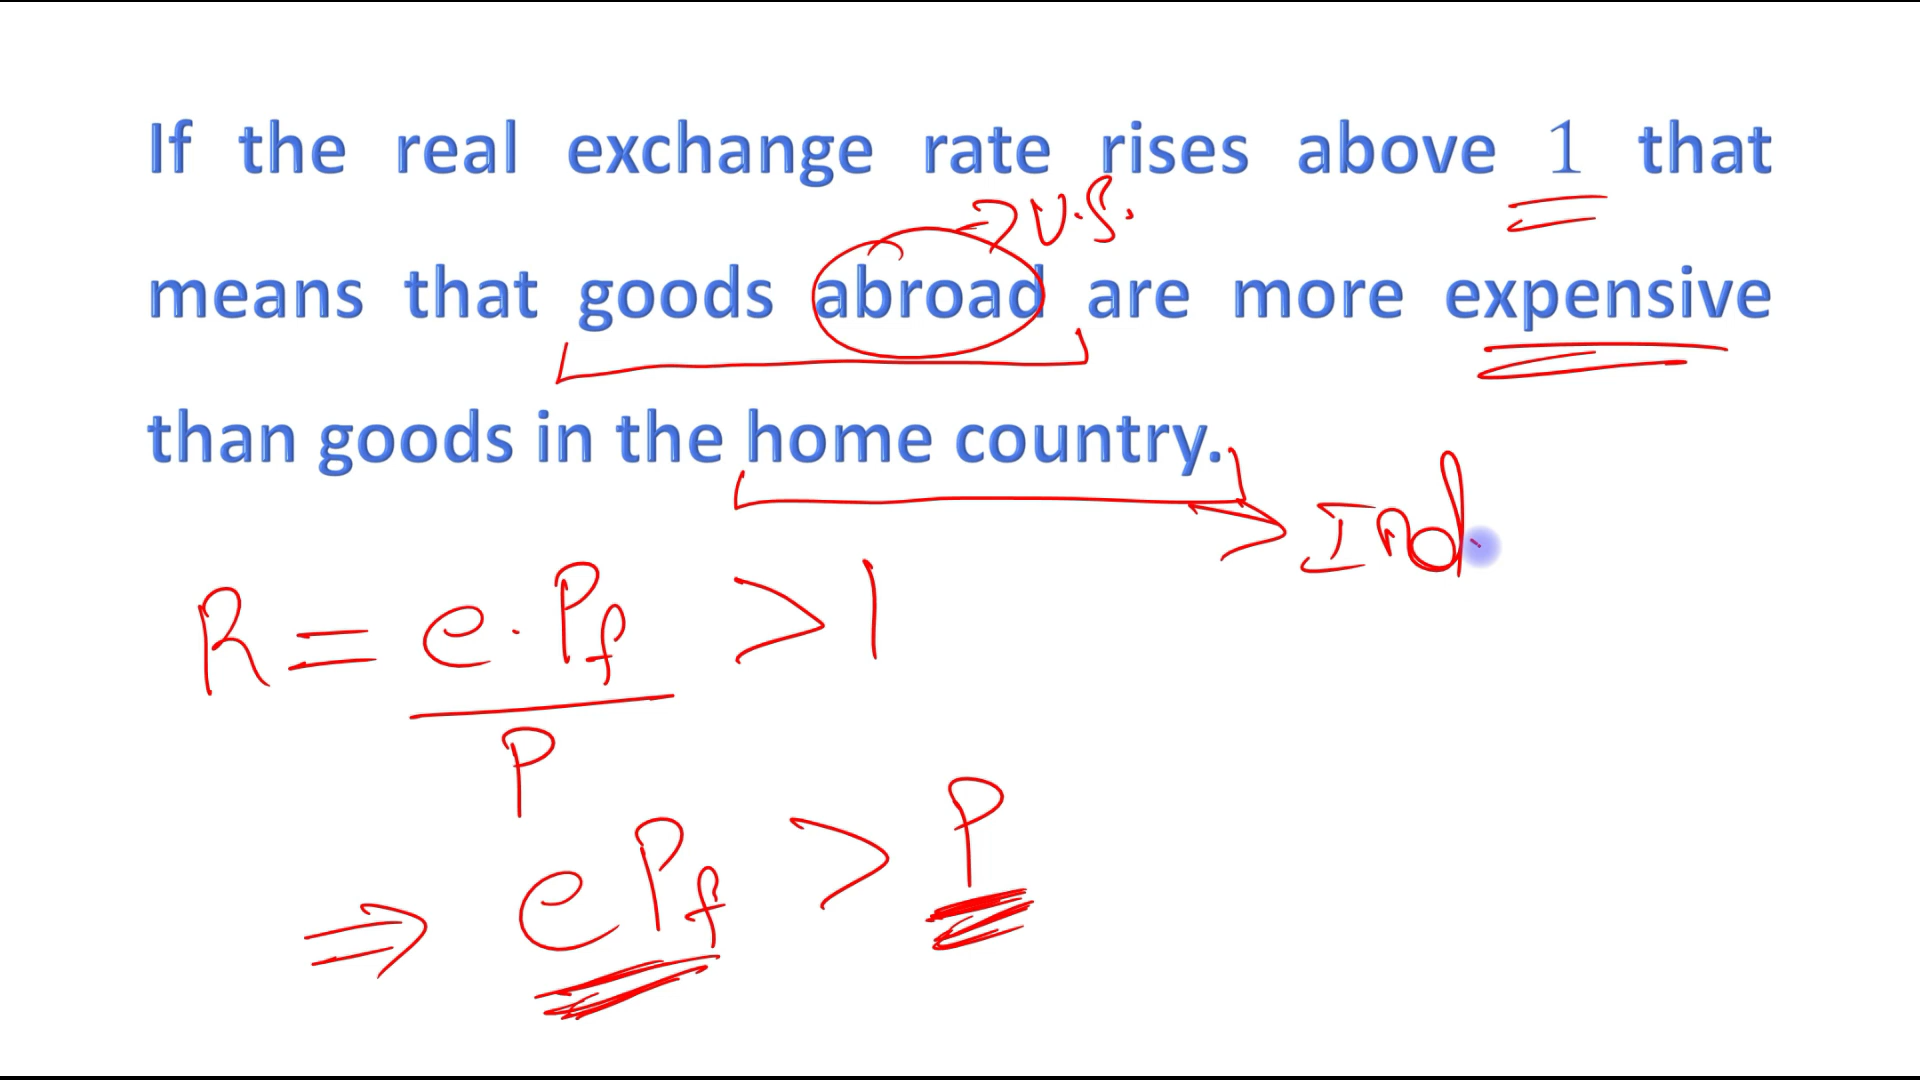 If the real exchange rate rises above 1 that
U.S.
means that goods abroad are more expensive
than goods in the home country.
Ind
R = e · Pf / P > 1
⇒ e Pf > P